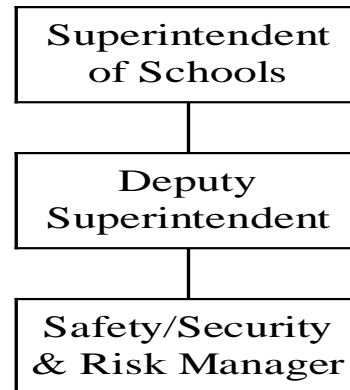 Superintendent
of Schools
Deputy
Superintendent
Safety/Security
& Risk Manager